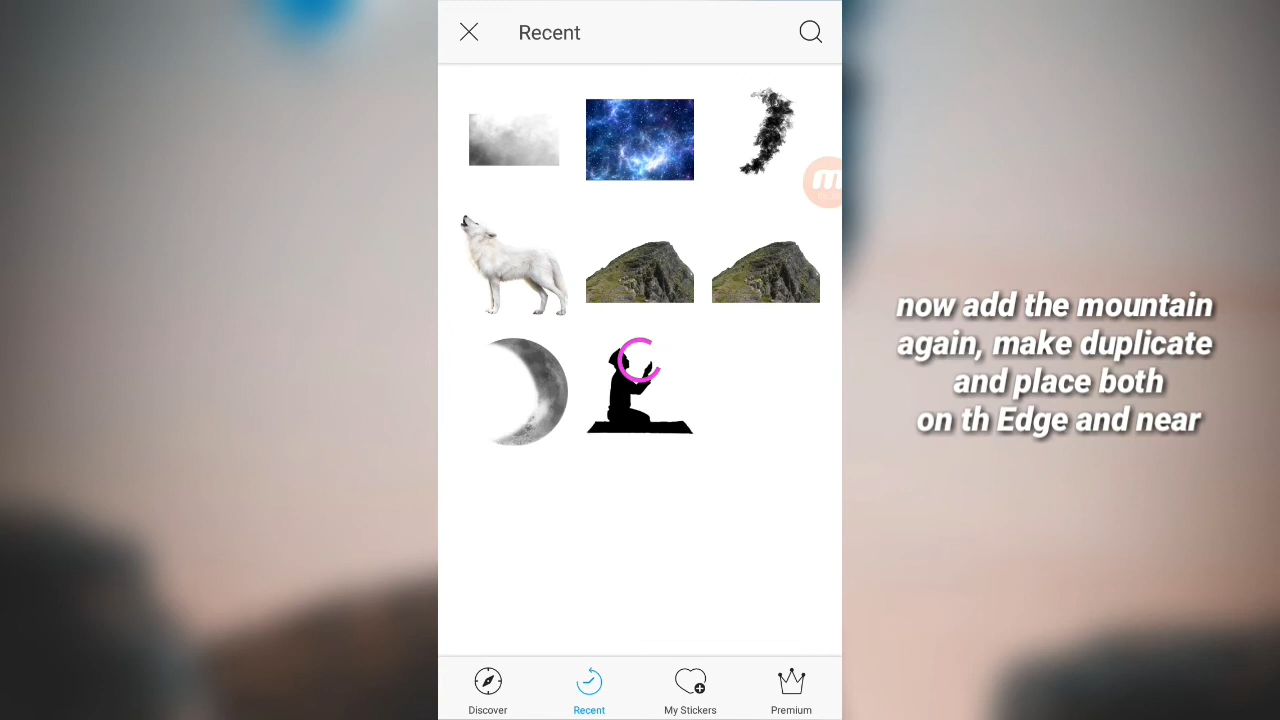 Recent
now add the mountain
again, make duplicate
and place both
on th Edge and near
Discover
Recent
My Stickers
Premium